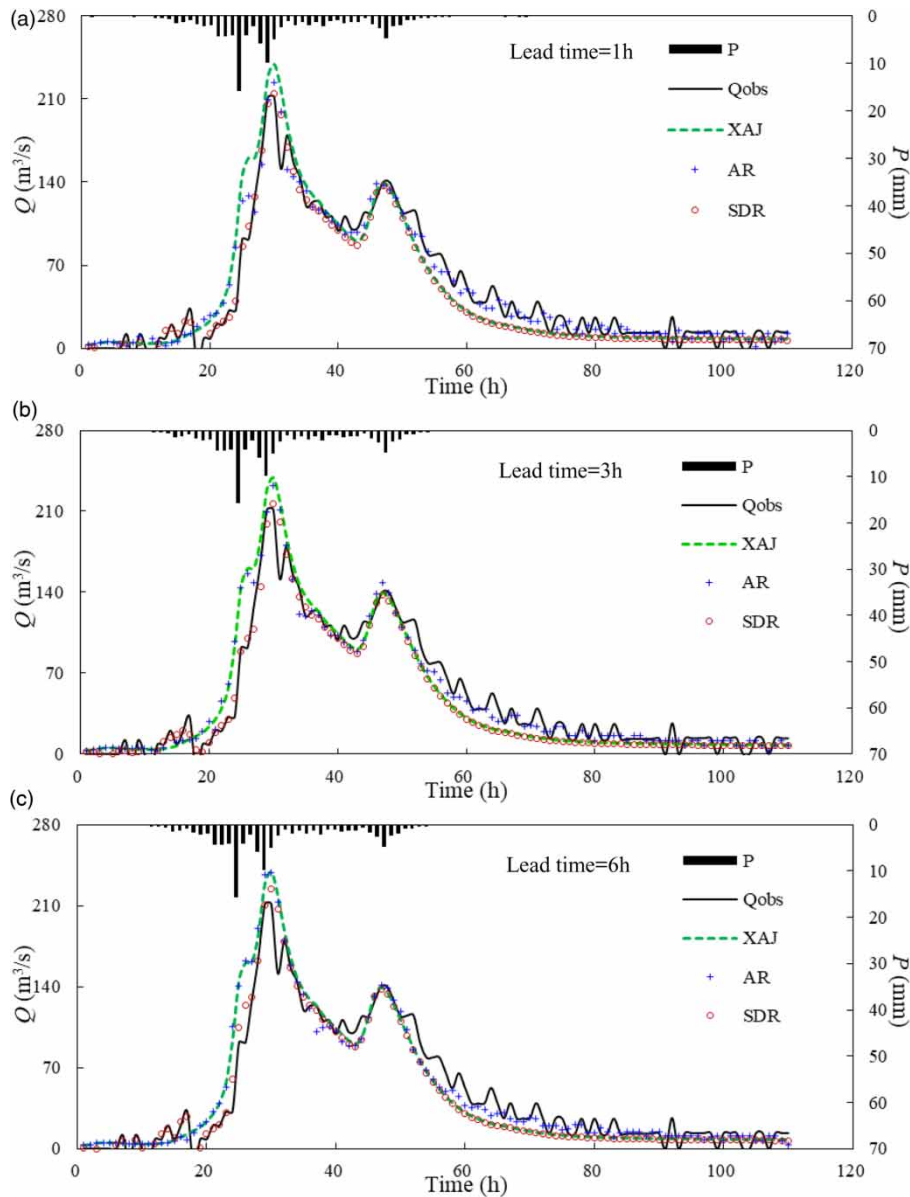 (a)
280
210
140
70
0
Q (m³/s)
0
10
20
30
40
50
60
70
P (mm)
Lead time=1h
P
Qobs
XAJ
AR
SDR
0 20 40 60 80 100 120
Time (h)
(b)
280
210
140
70
0
Q (m³/s)
0
10
20
30
40
50
60
70
P (mm)
Lead time=3h
P
Qobs
XAJ
AR
SDR
0 20 40 60 80 100 120
Time (h)
(c)
280
210
140
70
0
Q (m³/s)
0
10
20
30
40
50
60
70
P (mm)
Lead time=6h
P
Qobs
XAJ
AR
SDR
0 20 40 60 80 100 120
Time (h)